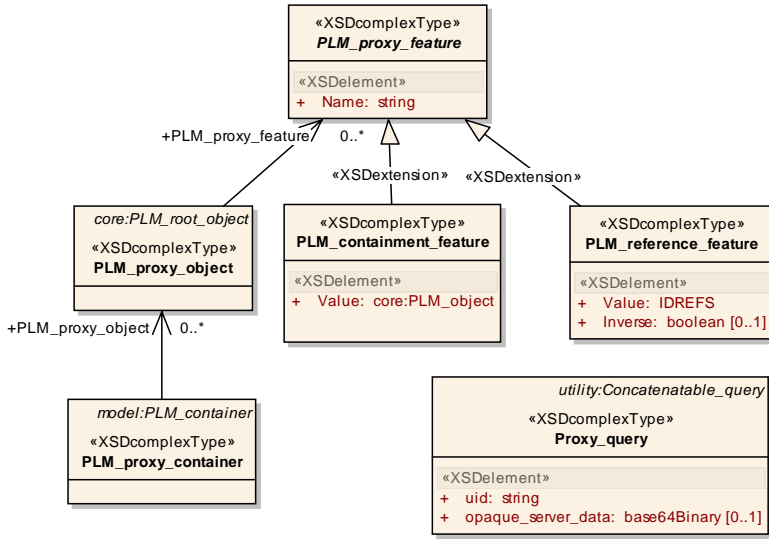 «XSDcomplexType»
PLM_proxy_feature
«XSDelement»
+ Name: string
+PLM_proxy_feature
0..*
«XSDextension»
«XSDextension»
core:PLM_root_object
«XSDcomplexType»
PLM_proxy_object
«XSDcomplexType»
PLM_containment_feature
«XSDelement»
+ Value: core:PLM_object
«XSDcomplexType»
PLM_reference_feature
«XSDelement»
+ Value: IDREFS
+ Inverse: boolean [0..1]
+PLM_proxy_object
0..*
model:PLM_container
«XSDcomplexType»
PLM_proxy_container
utility:Concatenatable_query
«XSDcomplexType»
Proxy_query
«XSDelement»
+ uid: string
+ opaque_server_data: base64Binary [0..1]